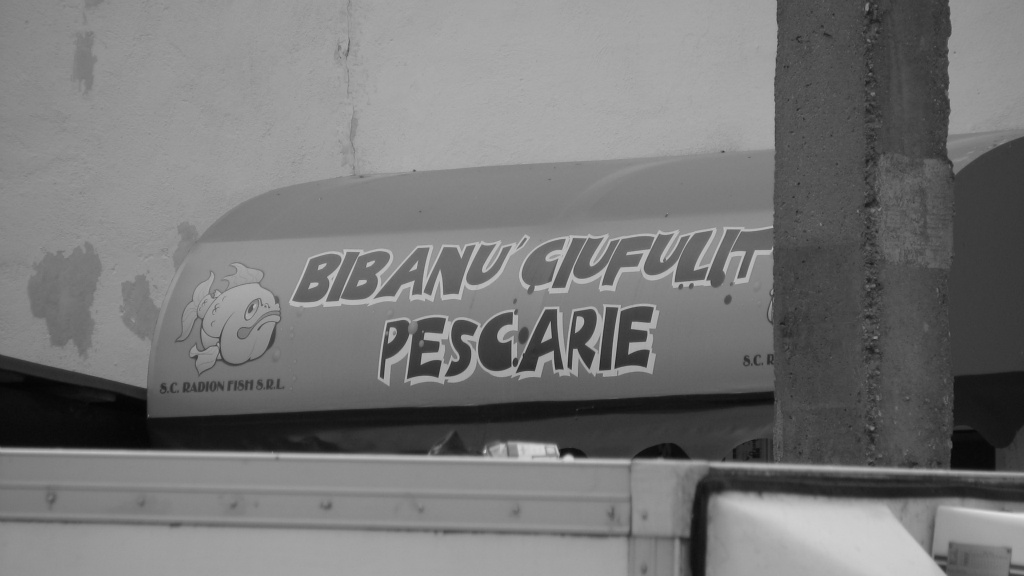 BIBANU' CIUFULIT
PESCARIE
S.C. RADION FISH S.R.L.
S.C. R